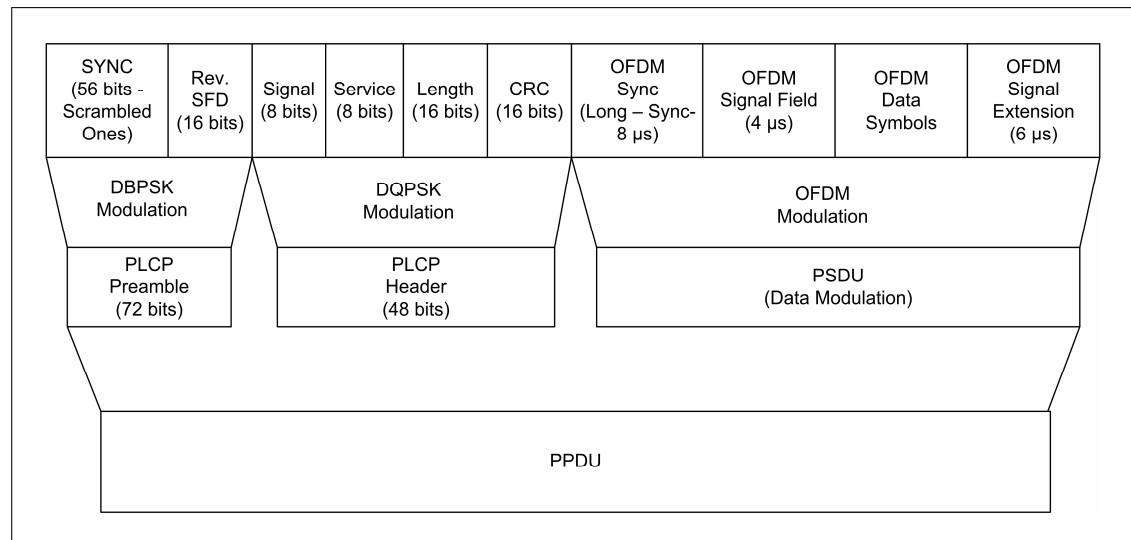 SYNC
(56 bits -
Scrambled
Ones)
Rev.
SFD
(16 bits)
Signal
(8 bits)
Service
(8 bits)
Length
(16 bits)
CRC
(16 bits)
OFDM
Sync
(Long – Sync-
8 µs)
OFDM
Signal Field
(4 µs)
OFDM
Data
Symbols
OFDM
Signal
Extension
(6 µs)
DBPSK
Modulation
DQPSK
Modulation
OFDM
Modulation
PLCP
Preamble
(72 bits)
PLCP
Header
(48 bits)
PSDU
(Data Modulation)
PPDU